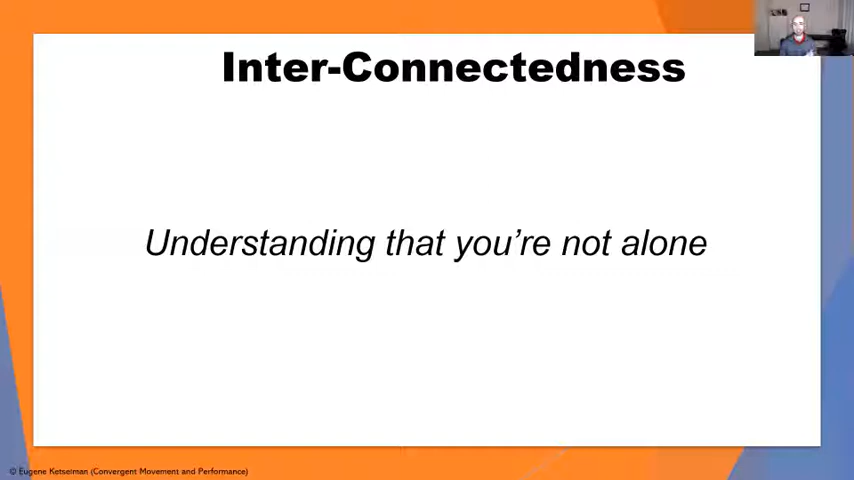 Inter-Connectedness
Understanding that you’re not alone
© Eugene Ketselman (Convergent Movement and Performance)